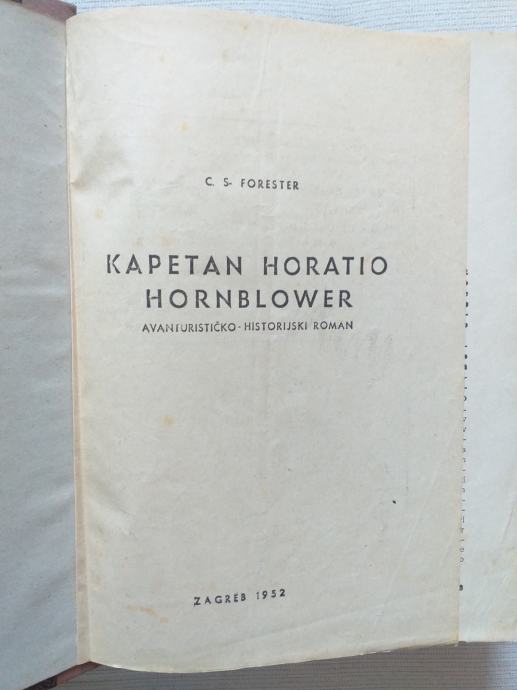 C. S- FORESTER
KAPETAN HORATIO
HORNBLOWER
AVANTURISTIČKO-HISTORIJSKI ROMAN
ZAGREB 1952